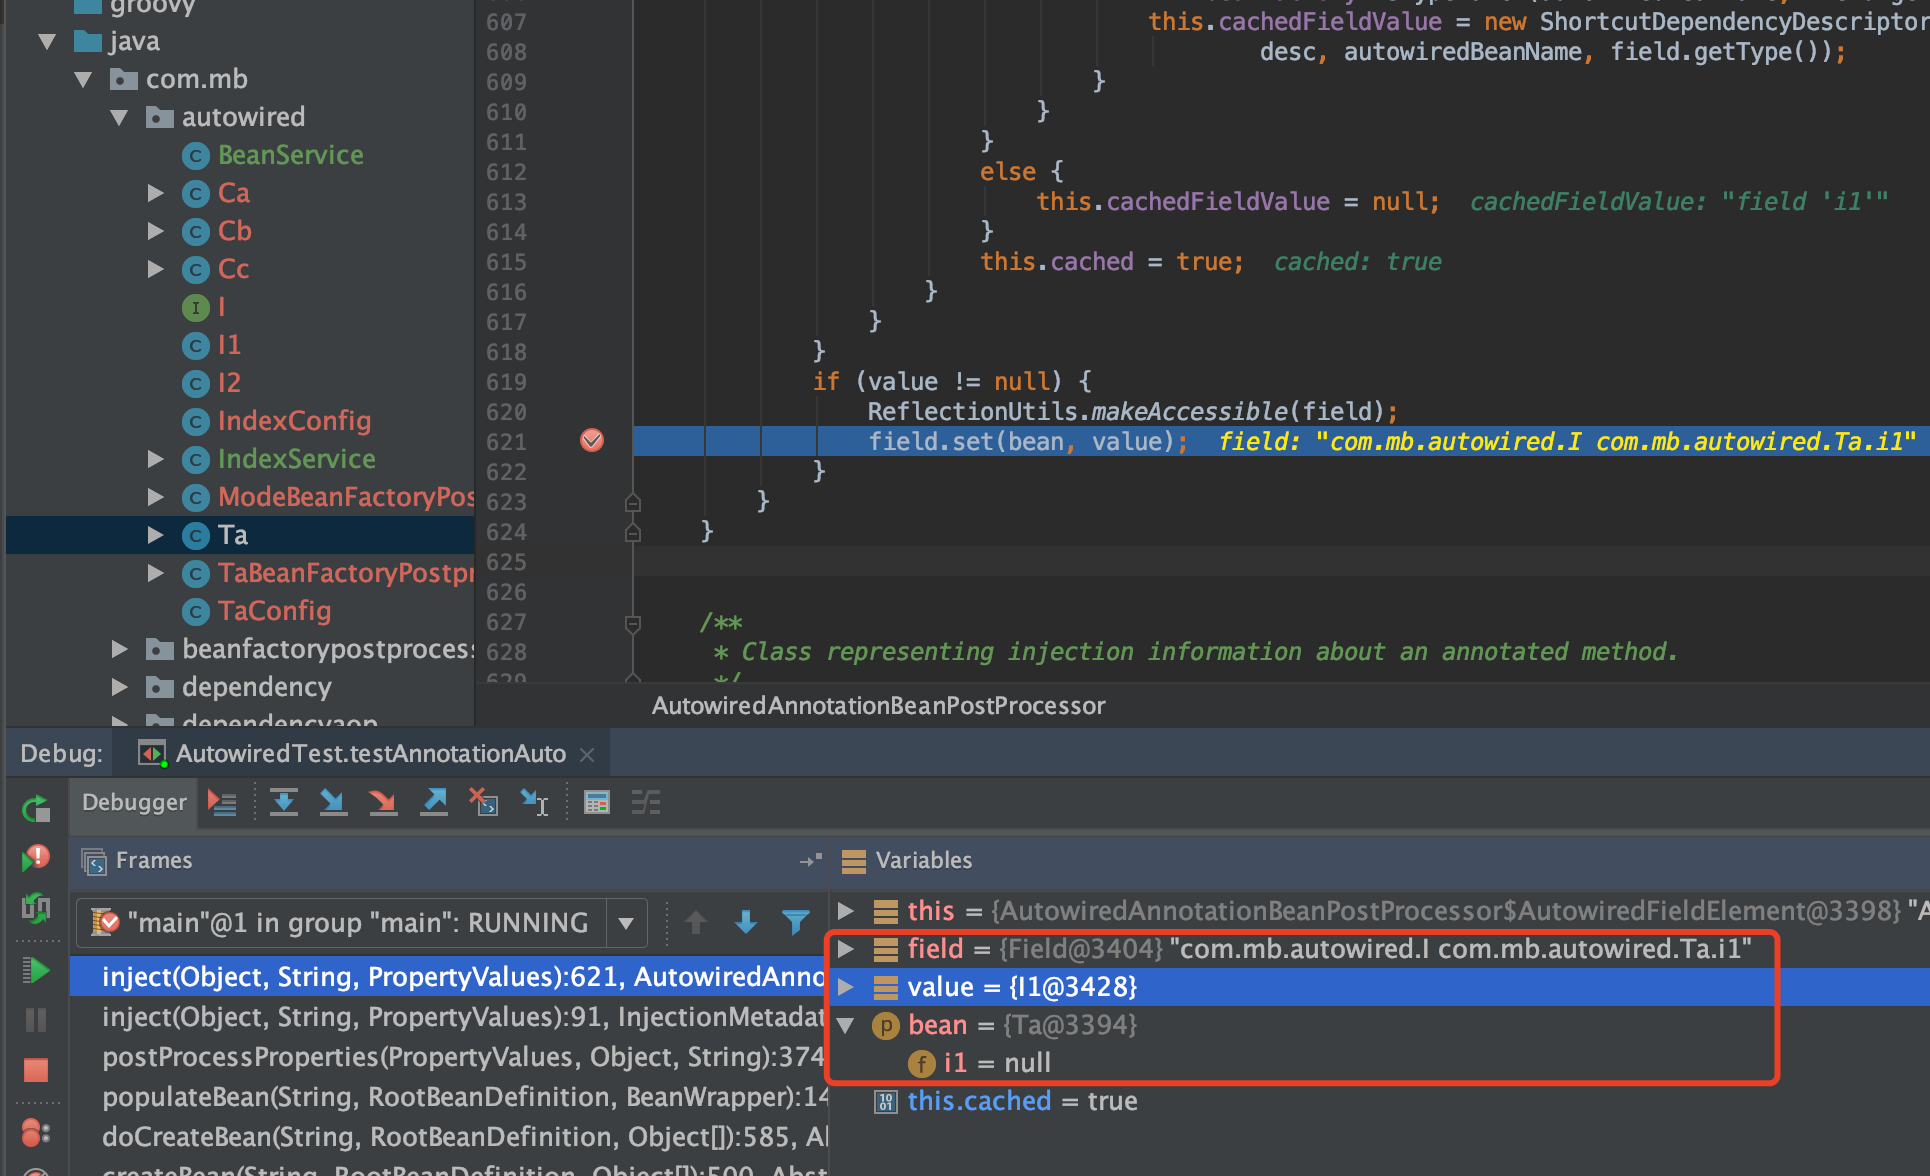 groovy
java
com.mb
autowired
BeanService
Ca
Cb
Cc
I
I1
I2
IndexConfig
IndexService
ModeBeanFactoryPos
Ta
TaBeanFactoryPostpr
TaConfig
beanfactorypostprocess
dependency
dependencyaop
607 this.cachedFieldValue = new ShortcutDependencyDescriptor
608 desc, autowiredBeanName, field.getType());
609 }
610 }
611 }
612 else {
613 this.cachedFieldValue = null; cachedFieldValue: "field 'i1'"
614 }
615 this.cached = true; cached: true
616 }
617 }
618 }
619 if (value != null) {
620 ReflectionUtils.makeAccessible(field);
621 field.set(bean, value); field: "com.mb.autowired.I com.mb.autowired.Ta.i1"
622 }
623 }
624 }
625
626
627 /**
628 * Class representing injection information about an annotated method.
629 */
AutowiredAnnotationBeanPostProcessor
Debug: AutowiredTest.testAnnotationAuto
Debugger
Frames
"main"@1 in group "main": RUNNING
inject(Object, String, PropertyValues):621, AutowiredAnno
inject(Object, String, PropertyValues):91, InjectionMetadat
postProcessProperties(PropertyValues, Object, String):374
populateBean(String, RootBeanDefinition, BeanWrapper):14
doCreateBean(String, RootBeanDefinition, Object[]):585, Al
createBean(String, RootBeanDefinition, Object[]):500, Abst
Variables
this = {AutowiredAnnotationBeanPostProcessor$AutowiredFieldElement@3398} "A
field = {Field@3404} "com.mb.autowired.I com.mb.autowired.Ta.i1"
value = {I1@3428}
bean = {Ta@3394}
i1 = null
this.cached = true